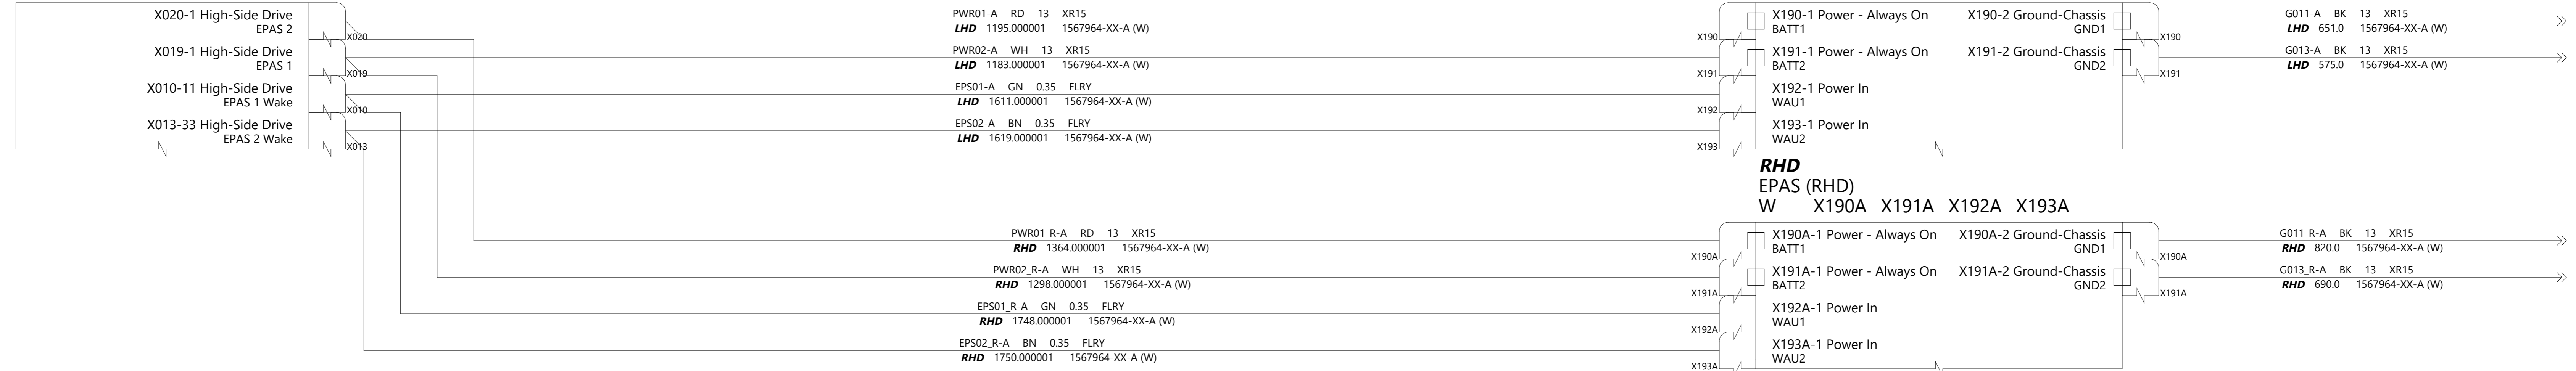 X020-1 High-Side Drive
EPAS 2
X020
X019-1 High-Side Drive
EPAS 1
X019
X010-11 High-Side Drive
EPAS 1 Wake
X010
X013-33 High-Side Drive
EPAS 2 Wake
X013
PWR01-A RD 13 XR15
LHD 1195.000001 1567964-XX-A (W)
PWR02-A WH 13 XR15
LHD 1183.000001 1567964-XX-A (W)
EPS01-A GN 0.35 FLRY
LHD 1611.000001 1567964-XX-A (W)
EPS02-A BN 0.35 FLRY
LHD 1619.000001 1567964-XX-A (W)
X190
X190-1 Power - Always On
BATT1
X190-2 Ground-Chassis
GND1
X190
X191
X191-1 Power - Always On
BATT2
X191-2 Ground-Chassis
GND2
X191
X192
X192-1 Power In
WAU1
X193
X193-1 Power In
WAU2
G011-A BK 13 XR15
LHD 651.0 1567964-XX-A (W)
G013-A BK 13 XR15
LHD 575.0 1567964-XX-A (W)
RHD
EPAS (RHD)
W X190A X191A X192A X193A
PWR01_R-A RD 13 XR15
RHD 1364.000001 1567964-XX-A (W)
PWR02_R-A WH 13 XR15
RHD 1298.000001 1567964-XX-A (W)
EPS01_R-A GN 0.35 FLRY
RHD 1748.000001 1567964-XX-A (W)
EPS02_R-A BN 0.35 FLRY
RHD 1750.000001 1567964-XX-A (W)
X190A
X190A-1 Power - Always On
BATT1
X190A-2 Ground-Chassis
GND1
X190A
X191A
X191A-1 Power - Always On
BATT2
X191A-2 Ground-Chassis
GND2
X191A
X192A
X192A-1 Power In
WAU1
X193A
X193A-1 Power In
WAU2
G011_R-A BK 13 XR15
RHD 820.0 1567964-XX-A (W)
G013_R-A BK 13 XR15
RHD 690.0 1567964-XX-A (W)